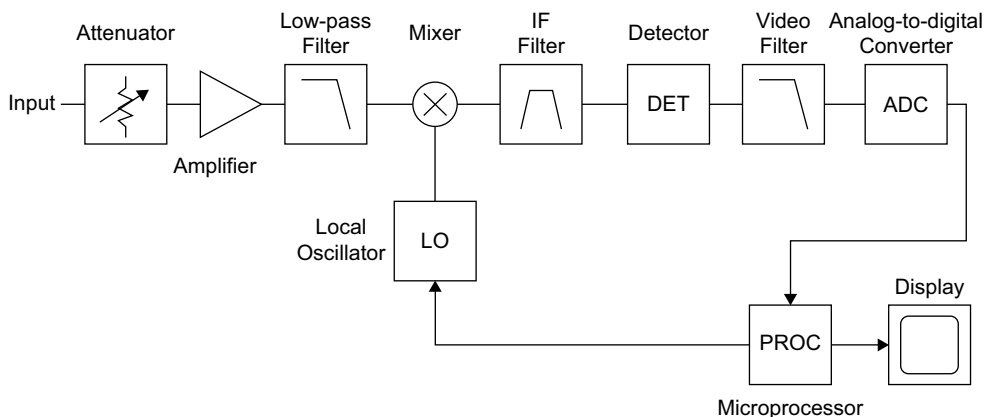 Attenuator
Low-pass
Filter
Mixer
IF
Filter
Detector
Video
Filter
Analog-to-digital
Converter
Input
DET
ADC
Amplifier
Local
Oscillator
LO
Display
PROC
Microprocessor